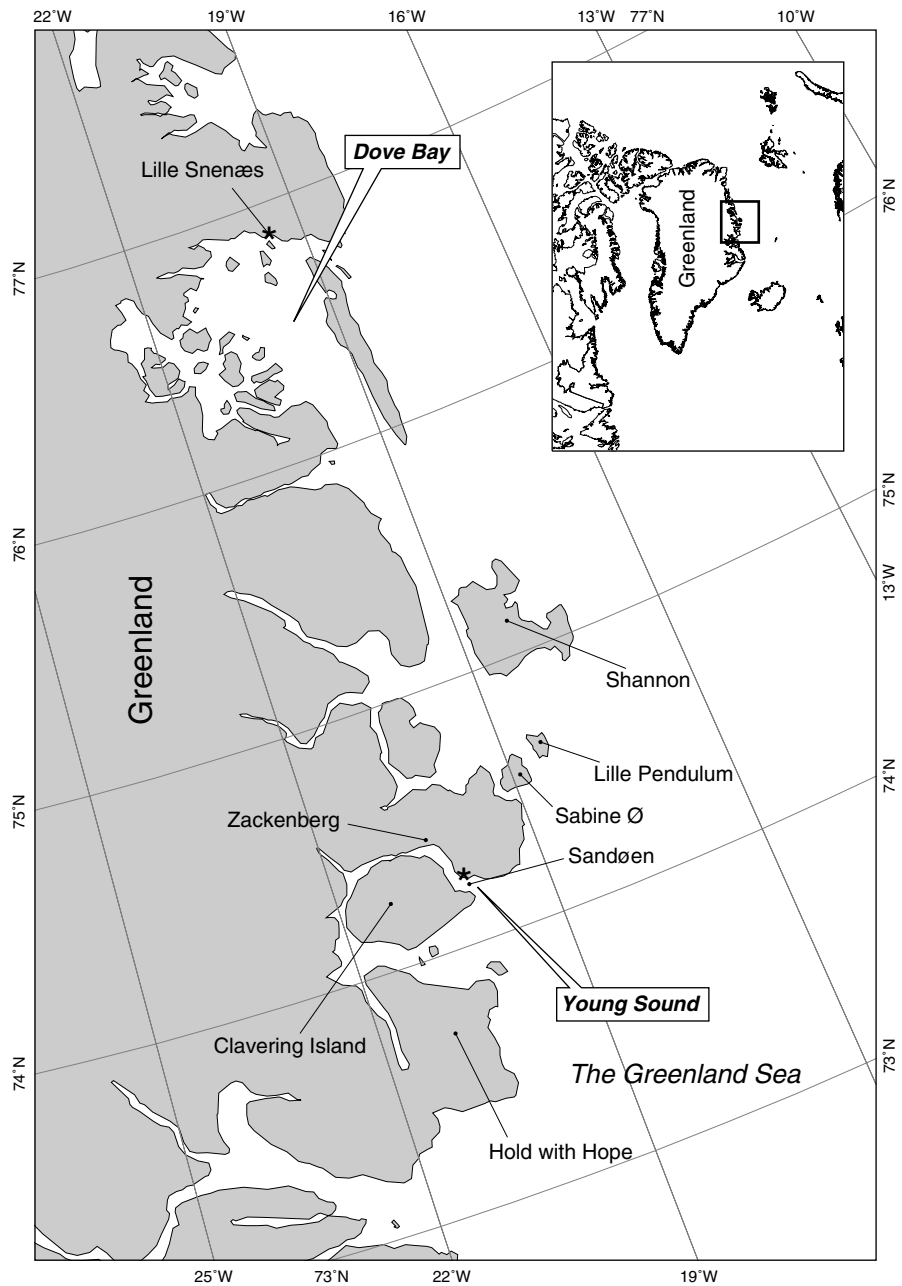 22˚W
19˚W
16˚W
13˚W
77˚N
10˚W
Lille Snenæs
Dove Bay
Greenland
76˚N
77˚N
75˚N
76˚N
13˚W
Greenland
Shannon
Lille Pendulum
74˚N
75˚N
Sabine Ø
Zackenberg
Sandøen
Young Sound
Clavering Island
73˚N
74˚N
The Greenland Sea
Hold with Hope
25˚W
73˚N
22˚W
19˚W